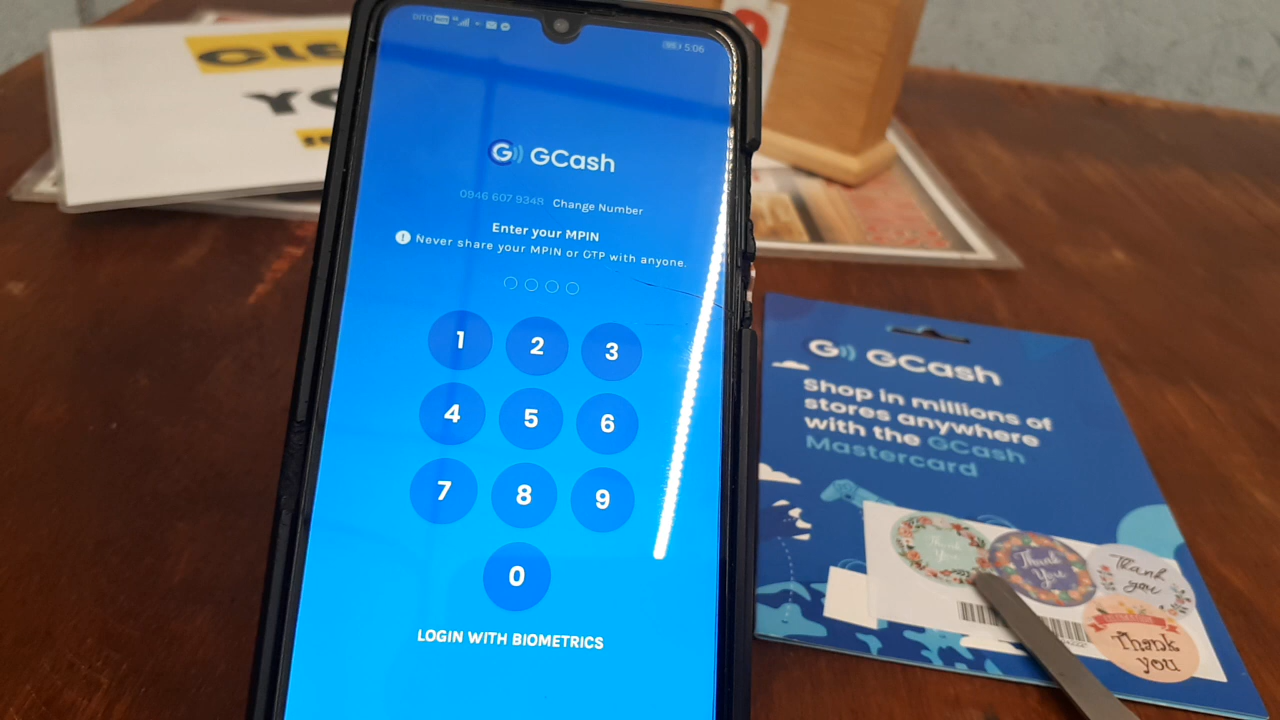 DITO
5:06
GCash
0946 607 9348 Change Number
Enter your MPIN
! Never share your MPIN or OTP with anyone.
1 2 3
4 5 6
7 8 9
0
LOGIN WITH BIOMETRICS
GCash
Shop in millions of
stores anywhere
with the GCash
Mastercard
Thank
You
Thank
You
Thank
you
Thank
you